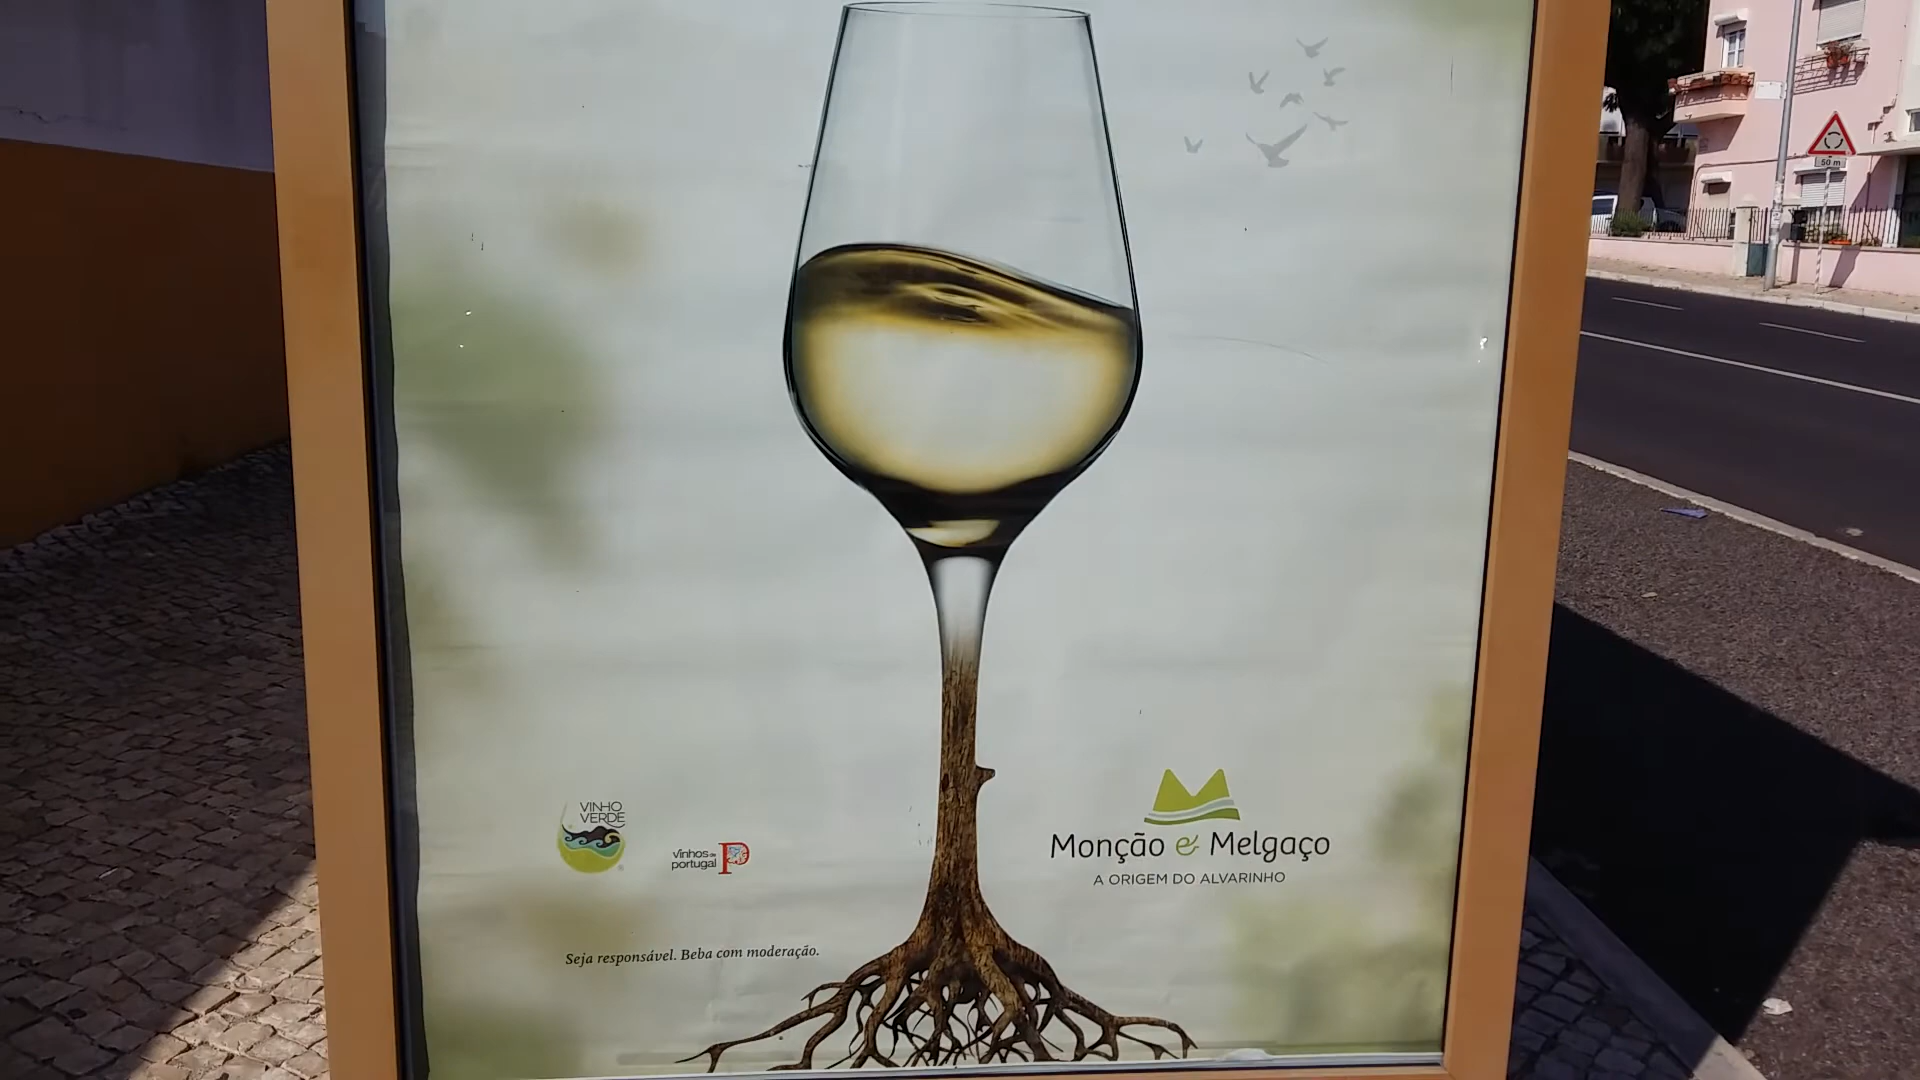 VINHO
VERDE
vinhos de
portugal
Monção e Melgaço
A ORIGEM DO ALVARINHO
Seja responsável. Beba com moderação.
50 m